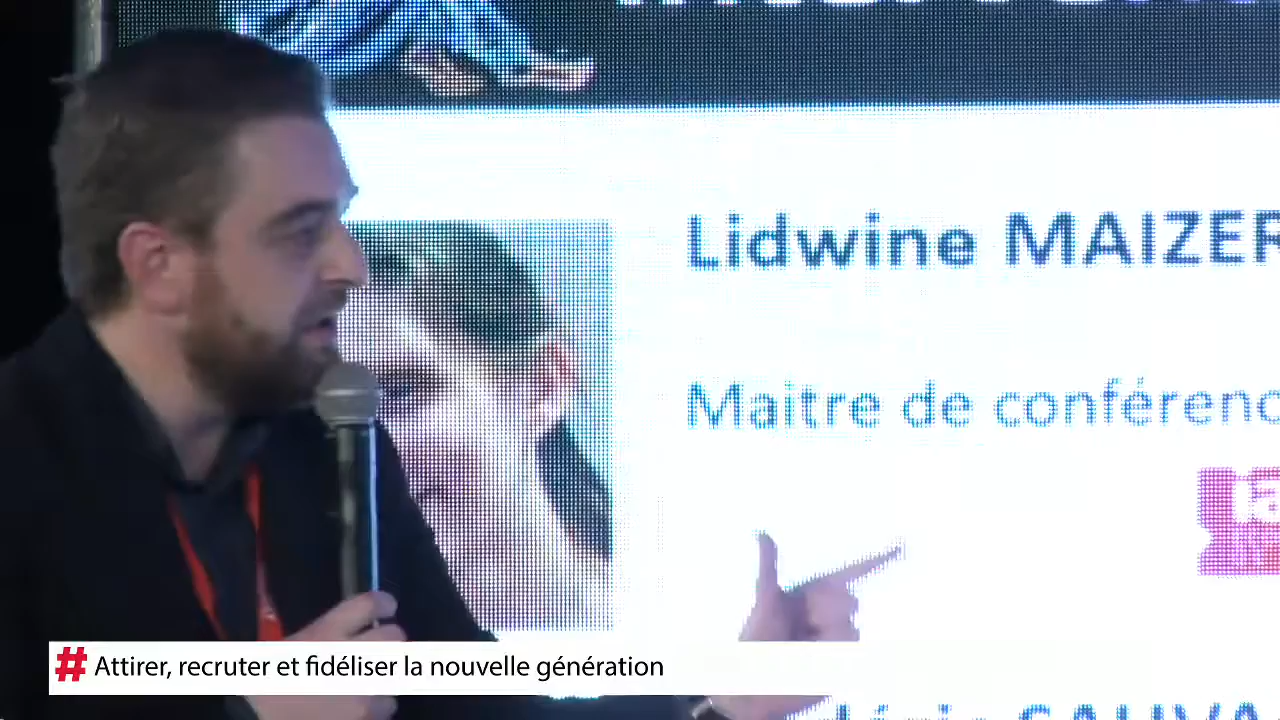 Lidwine MAIZER
Maitre de conférenc
# Attirer, recruter et fidéliser la nouvelle génération